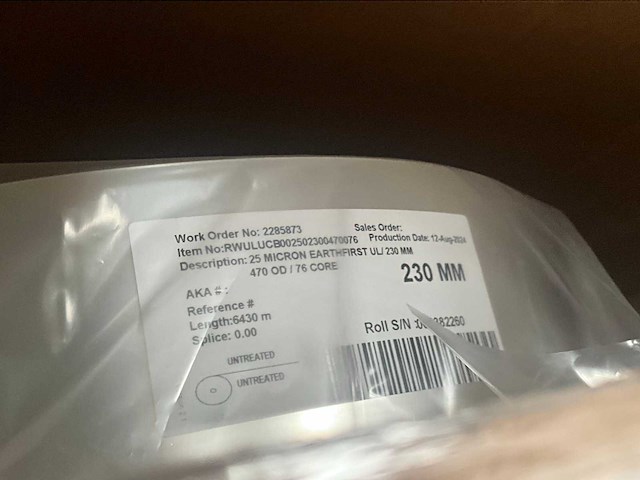 Work Order No: 2285873 Sales Order:
Item No:RWULUCB002502300470076 Production Date: 12-Aug-2024
Description: 25 MICRON EARTHFIRST UL/ 230 MM
470 OD / 76 CORE
230 MM
AKA #:
Reference #
Length:6430 m
Splice: 0.00
Roll S/N
UNTREATED
UNTREATED